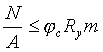 N/A ≤ φ_c R_y m